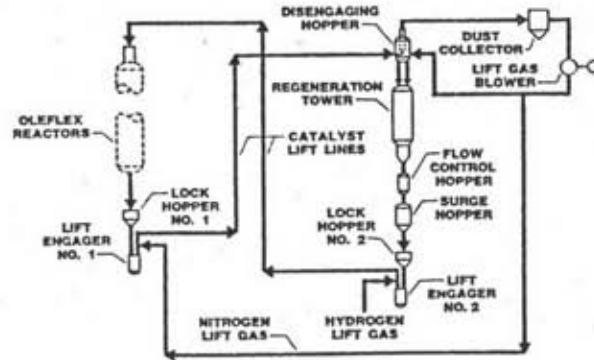 DISENGAGING
HOPPER
DUST
COLLECTOR
LIFT GAS
BLOWER
REGENERATION
TOWER
OLEFLEX
REACTORS
CATALYST
LIFT LINES
FLOW
CONTROL
HOPPER
LOCK
HOPPER
NO. 1
SURGE
HOPPER
LOCK
HOPPER
NO. 2
LIFT
ENGAGER
NO. 1
LIFT
ENGAGER
NO. 2
HYDROGEN
LIFT GAS
NITROGEN
LIFT GAS